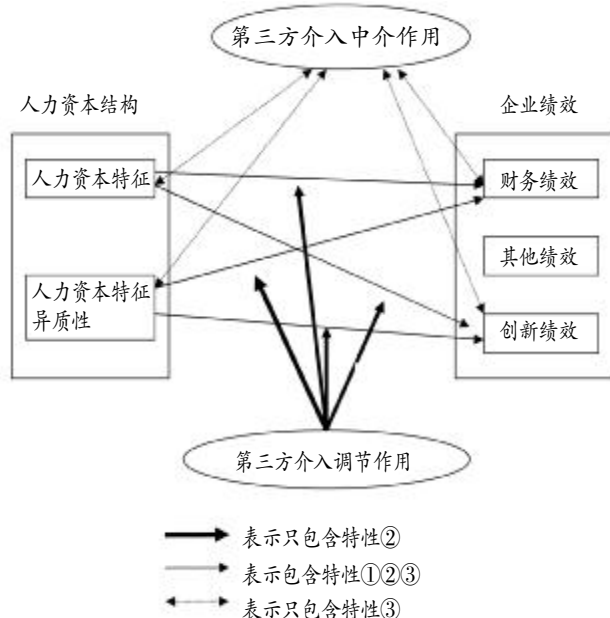 第三方介入中介作用
人力资本结构
企业绩效
人力资本特征
财务绩效
其他绩效
人力资本特征
异质性
创新绩效
第三方介入调节作用
表示只包含特性②
表示包含特性①②③
表示只包含特性③